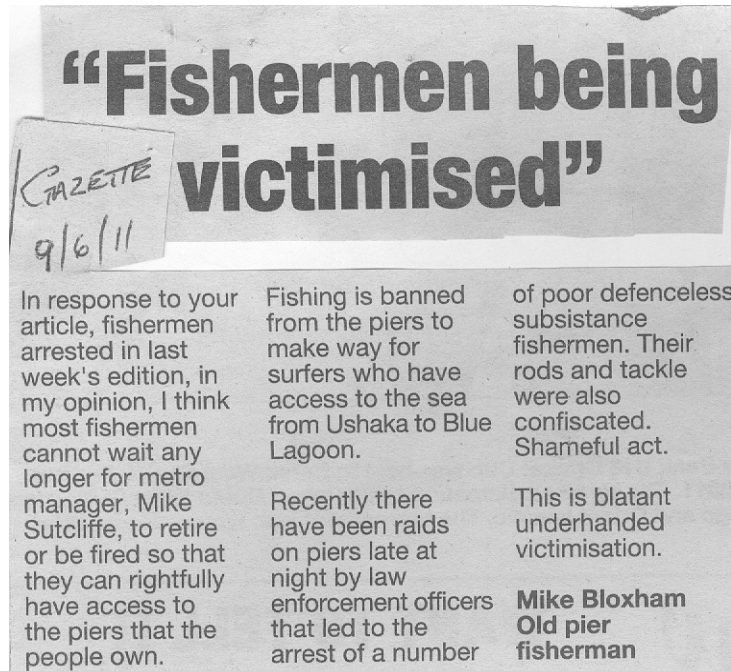 “Fishermen being
victimised”
GAZETTE
9/6/11
In response to your
article, fishermen
arrested in last
week's edition, in
my opinion, I think
most fishermen
cannot wait any
longer for metro
manager, Mike
Sutcliffe, to retire
or be fired so that
they can rightfully
have access to
the piers that the
people own.
Fishing is banned
from the piers to
make way for
surfers who have
access to the sea
from Ushaka to Blue
Lagoon.
Recently there
have been raids
on piers late at
night by law
enforcement officers
that led to the
arrest of a number
of poor defenceless
subsistance
fishermen. Their
rods and tackle
were also
confiscated.
Shameful act.
This is blatant
underhanded
victimisation.
Mike Bloxham
Old pier
fisherman